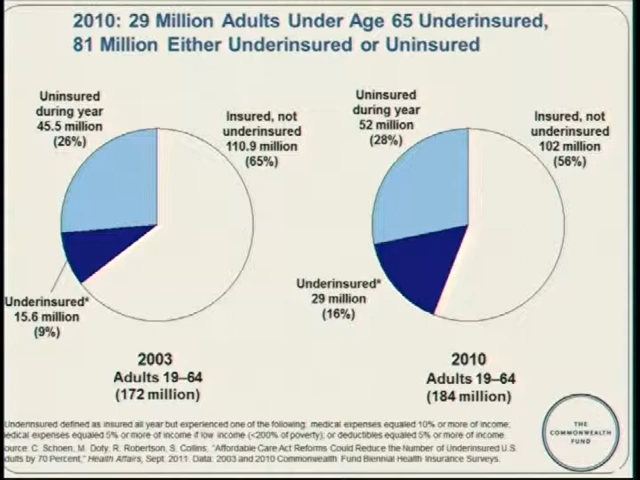 2010: 29 Million Adults Under Age 65 Underinsured,
81 Million Either Underinsured or Uninsured
Uninsured
during year
45.5 million
(26%)
Insured, not
underinsured
110.9 million
(65%)
Underinsured*
15.6 million
(9%)
2003
Adults 19–64
(172 million)
Uninsured
during year
52 million
(28%)
Insured, not
underinsured
102 million
(56%)
Underinsured*
29 million
(16%)
2010
Adults 19–64
(184 million)
Underinsured defined as insured all year but experienced one of the following: medical expenses equaled 10% or more of income;
edical expenses equaled 5% or more of income if low income (<200% of poverty); or deductibles equaled 5% or more of income.
ource: C. Schoen, M. Doty, R. Robertson, S. Collins, "Affordable Care Act Reforms Could Reduce the Number of Underinsured U.S.
dults by 70 Percent," Health Affairs, Sept. 2011. Data: 2003 and 2010 Commonwealth Fund Biennial Health Insurance Surveys.
THE
COMMONWEALTH
FUND